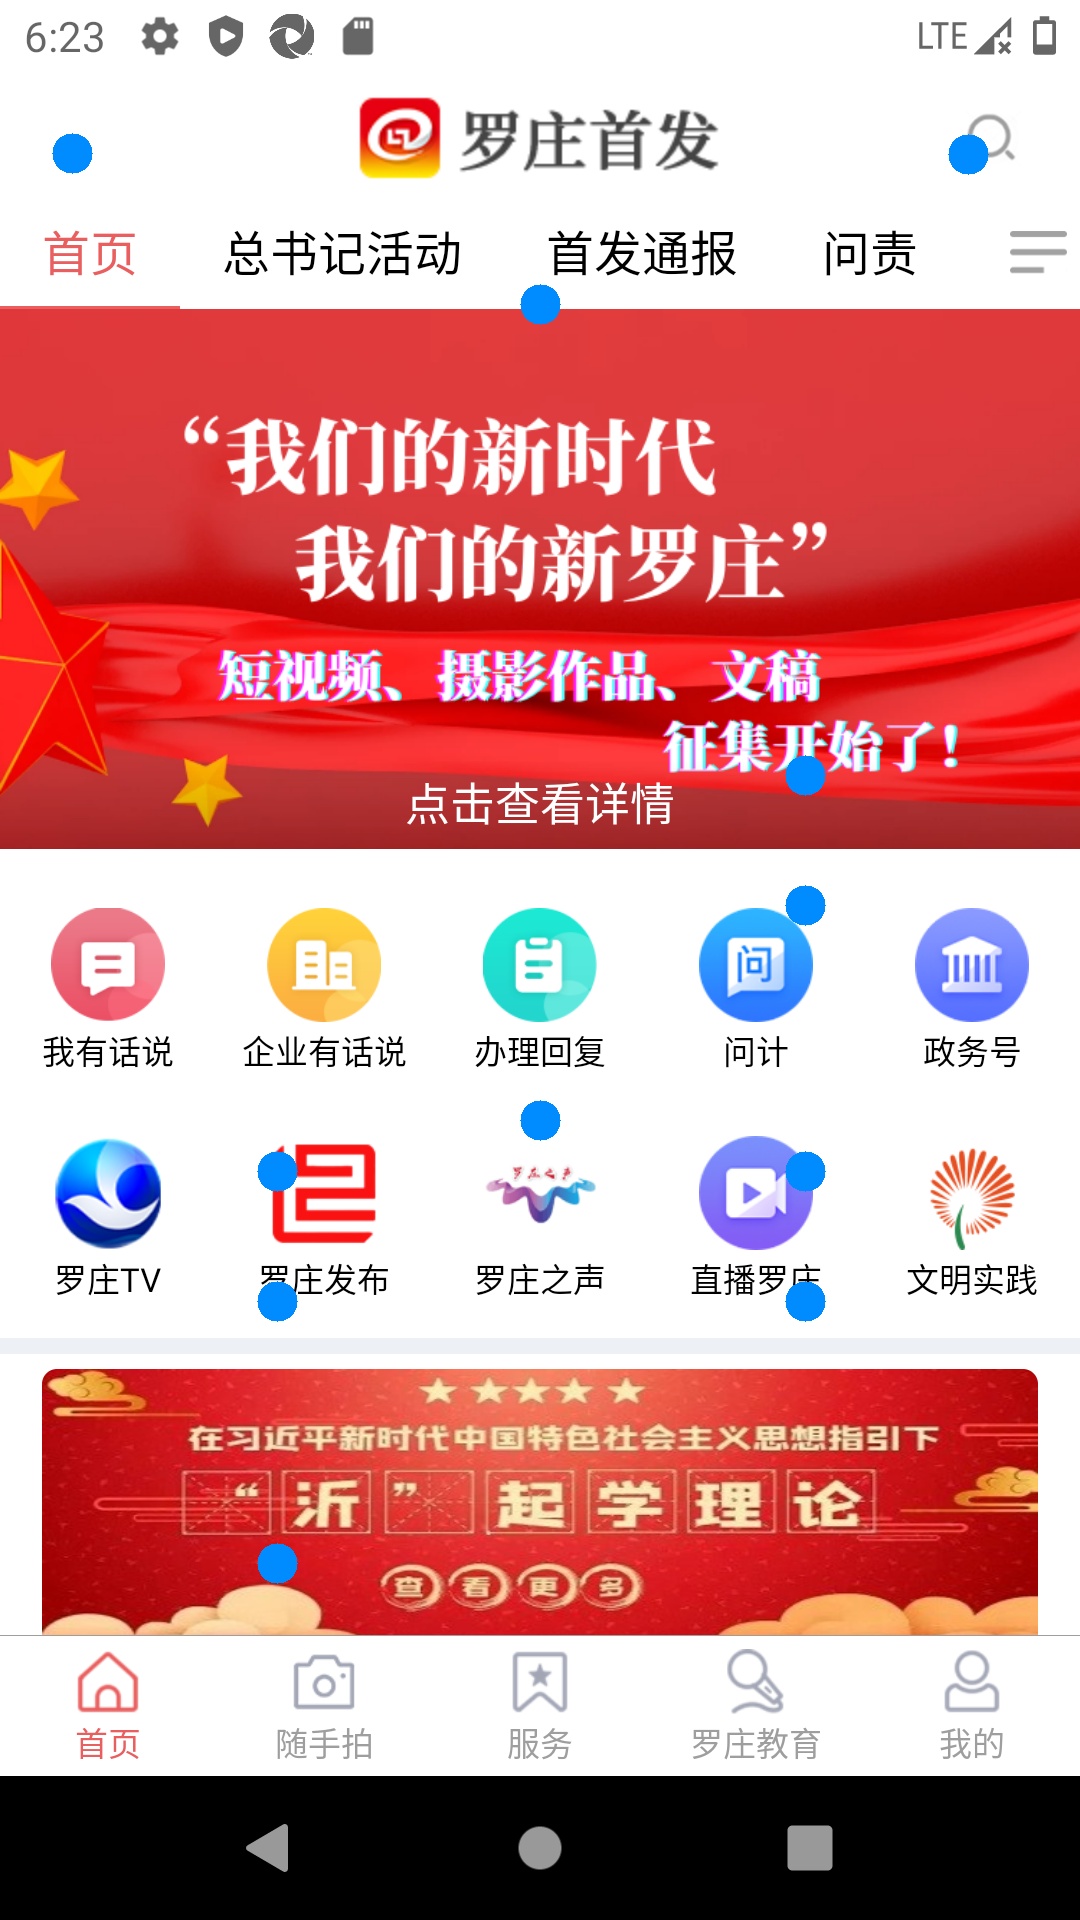 6:23
LTE
罗庄首发
首页 总书记活动 首发通报 问责
“我们的新时代
我们的新罗庄”
短视频、摄影作品、文稿
征集开始了！
点击查看详情
问
我有话说 企业有话说 办理回复 问计 政务号
罗庄之声
罗庄TV 罗庄发布 罗庄之声 直播罗庄 文明实践
在习近平新时代中国特色社会主义思想指引下
“沂”起学理论
查看更多
首页 随手拍 服务 罗庄教育 我的